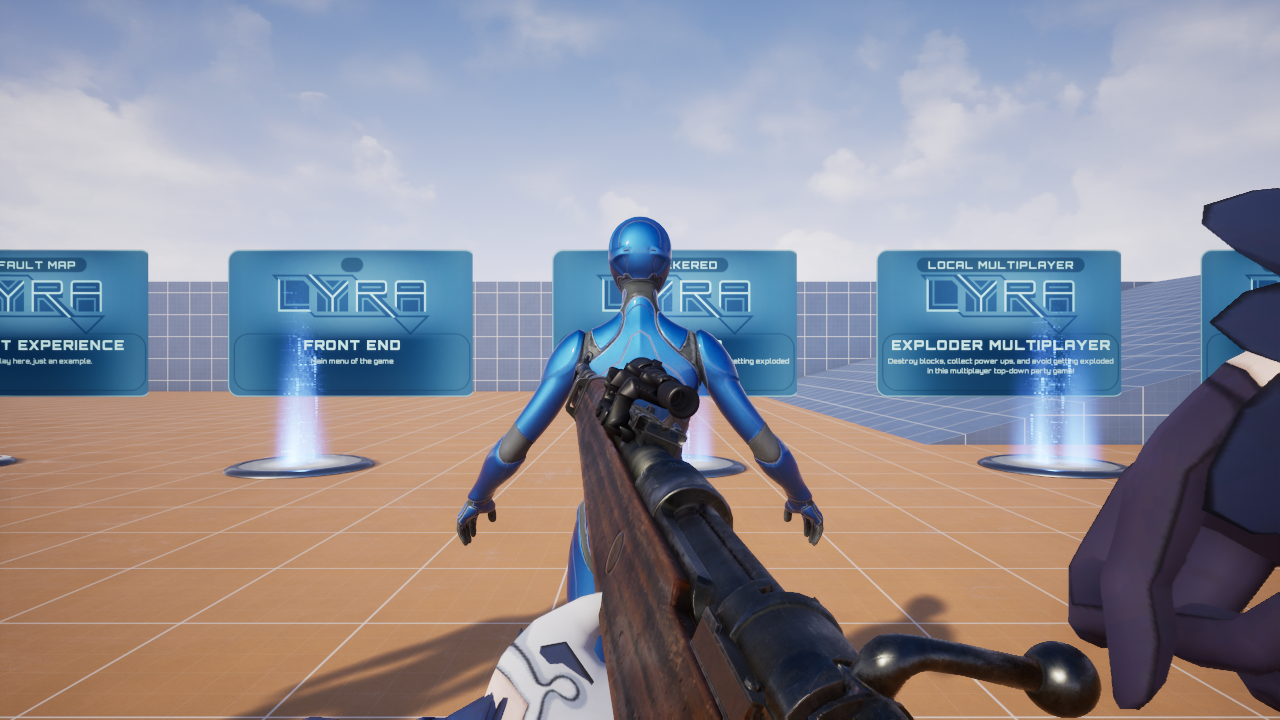 FAULT MAP
YRA
T EXPERIENCE
lay here, just an example.
LYRA
FRONT END
Main menu of the game
KERED
LYRA
etting exploded
LOCAL MULTIPLAYER
LYRA
EXPLODER MULTIPLAYER
Destroy blocks, collect power ups, and avoid getting exploded
in this multiplayer top-down party game!